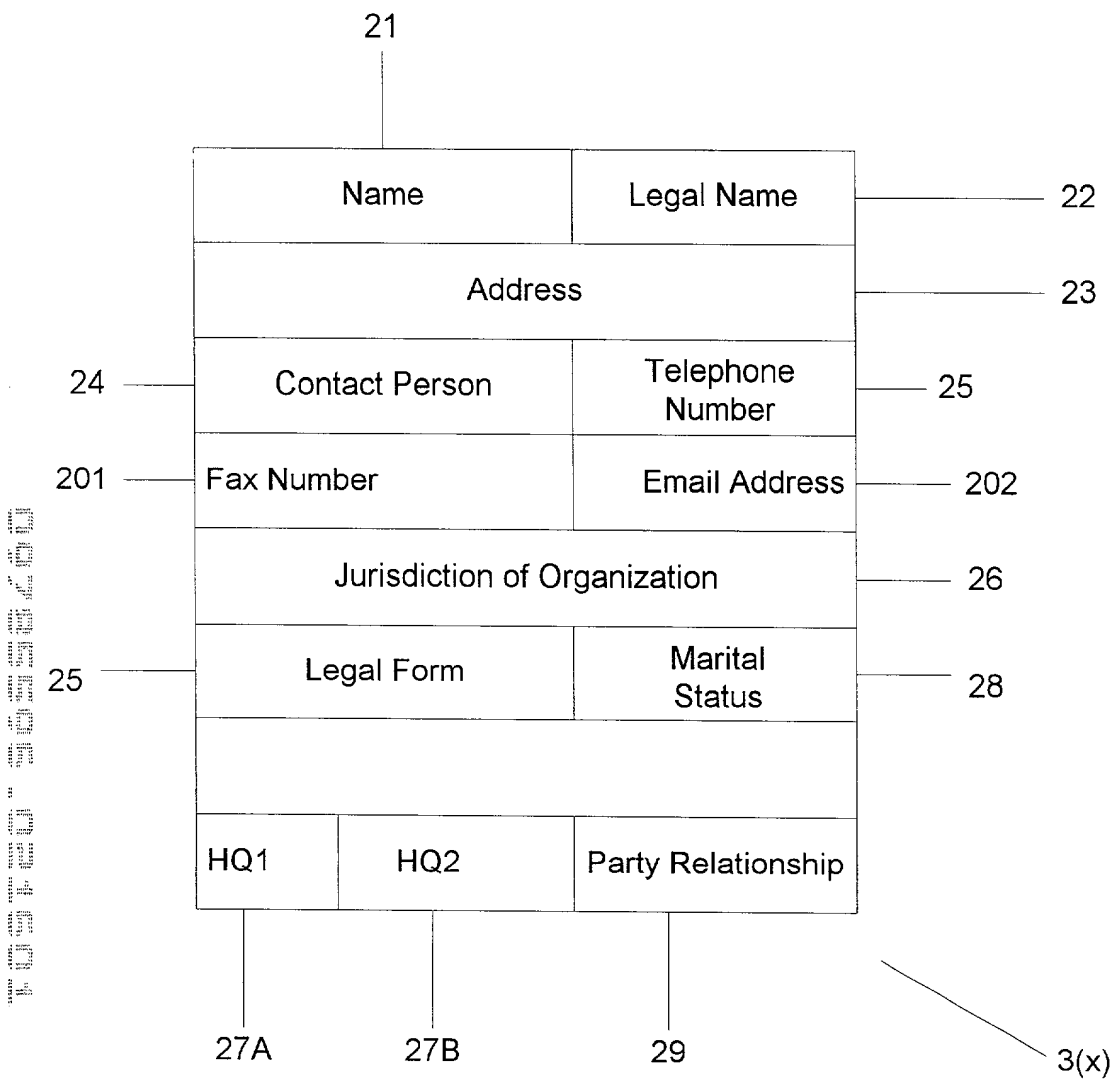 21
Name Legal Name 22
Address 23
24 Contact Person Telephone
Number 25
201 Fax Number Email Address 202
Jurisdiction of Organization 26
25 Legal Form Marital
Status 28
HQ1 HQ2 Party Relationship
27A 27B 29
3(x)